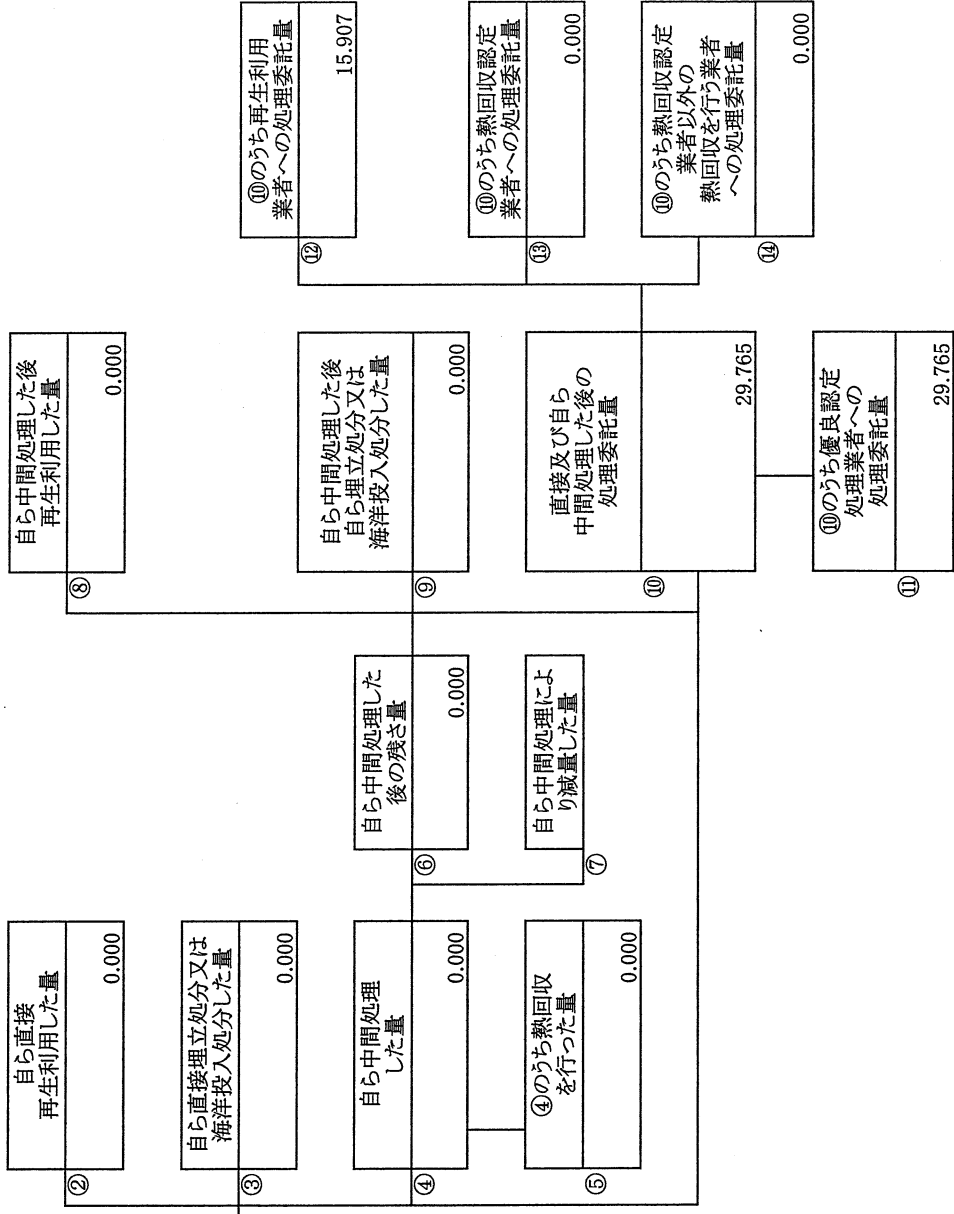 ②
自ら直接
再生利用した量
0.000
③
自ら直接埋立処分又は
海洋投入処分した量
0.000
④
自ら中間処理
した量
0.000
⑤
④のうち熱回収
を行った量
0.000
⑥
自ら中間処理した
後の残さ量
0.000
⑦
自ら中間処理によ
り減量した量
⑧
自ら中間処理した後
再生利用した量
0.000
⑨
自ら中間処理した後
自ら埋立処分又は
海洋投入処分した量
0.000
⑩
直接及び自ら
中間処理した後の
処理委託量
29.765
⑪
⑩のうち優良認定
処理業者への
処理委託量
29.765
⑫
⑩のうち再生利用
業者への処理委託量
15.907
⑬
⑩のうち熱回収認定
業者への処理委託量
0.000
⑭
⑩のうち熱回収認定
業者以外の
熱回収を行う業者
への処理委託量
0.000